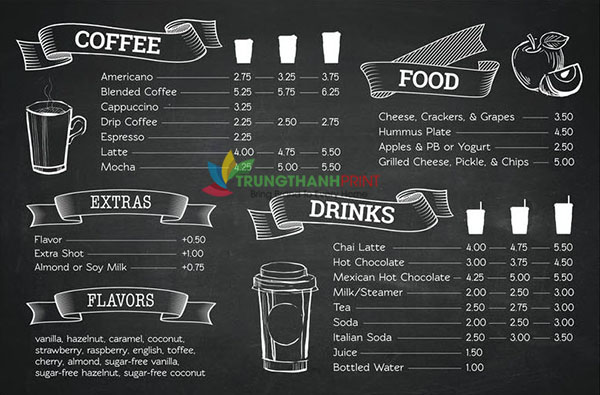 COFFEE
Americano 2.75 3.25 3.75
Blended Coffee 5.25 5.75 6.25
Cappuccino 3.25
Drip Coffee 2.25 2.50 2.75
Espresso 2.25
Latte 4.00 4.75 5.50
Mocha 4.25 5.00 5.50
EXTRAS
Flavor +0.50
Extra Shot +1.00
Almond or Soy Milk +0.75
FLAVORS
vanilla, hazelnut, caramel, coconut,
strawberry, raspberry, english, toffee,
cherry, almond, sugar-free vanilla,
sugar-free hazelnut, sugar-free coconut
FOOD
Cheese, Crackers, & Grapes 3.50
Hummus Plate 4.50
Apples & PB or Yogurt 2.50
Grilled Cheese, Pickle, & Chips 5.00
TRUNGTHANHPRINT
DRINKS
Chai Latte 4.00 4.75 5.50
Hot Chocolate 3.00 3.75 4.50
Mexican Hot Chocolate 4.25 5.00 5.50
Milk/Steamer 2.00 2.50 3.00
Tea 2.50 2.75 3.00
Soda 2.00 2.50 3.00
Italian Soda 2.50 3.00 3.50
Juice 1.50
Bottled Water 1.00